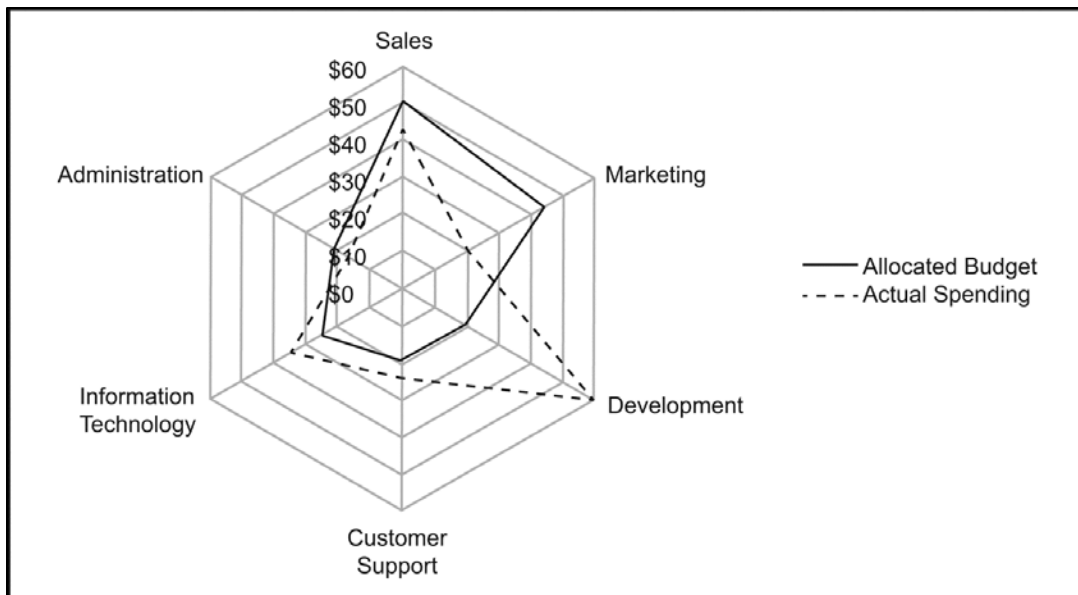 Sales
$60
$50
$40
$30
$20
$10
$0
Administration
Marketing
Allocated Budget
Actual Spending
Information
Technology
Development
Customer
Support